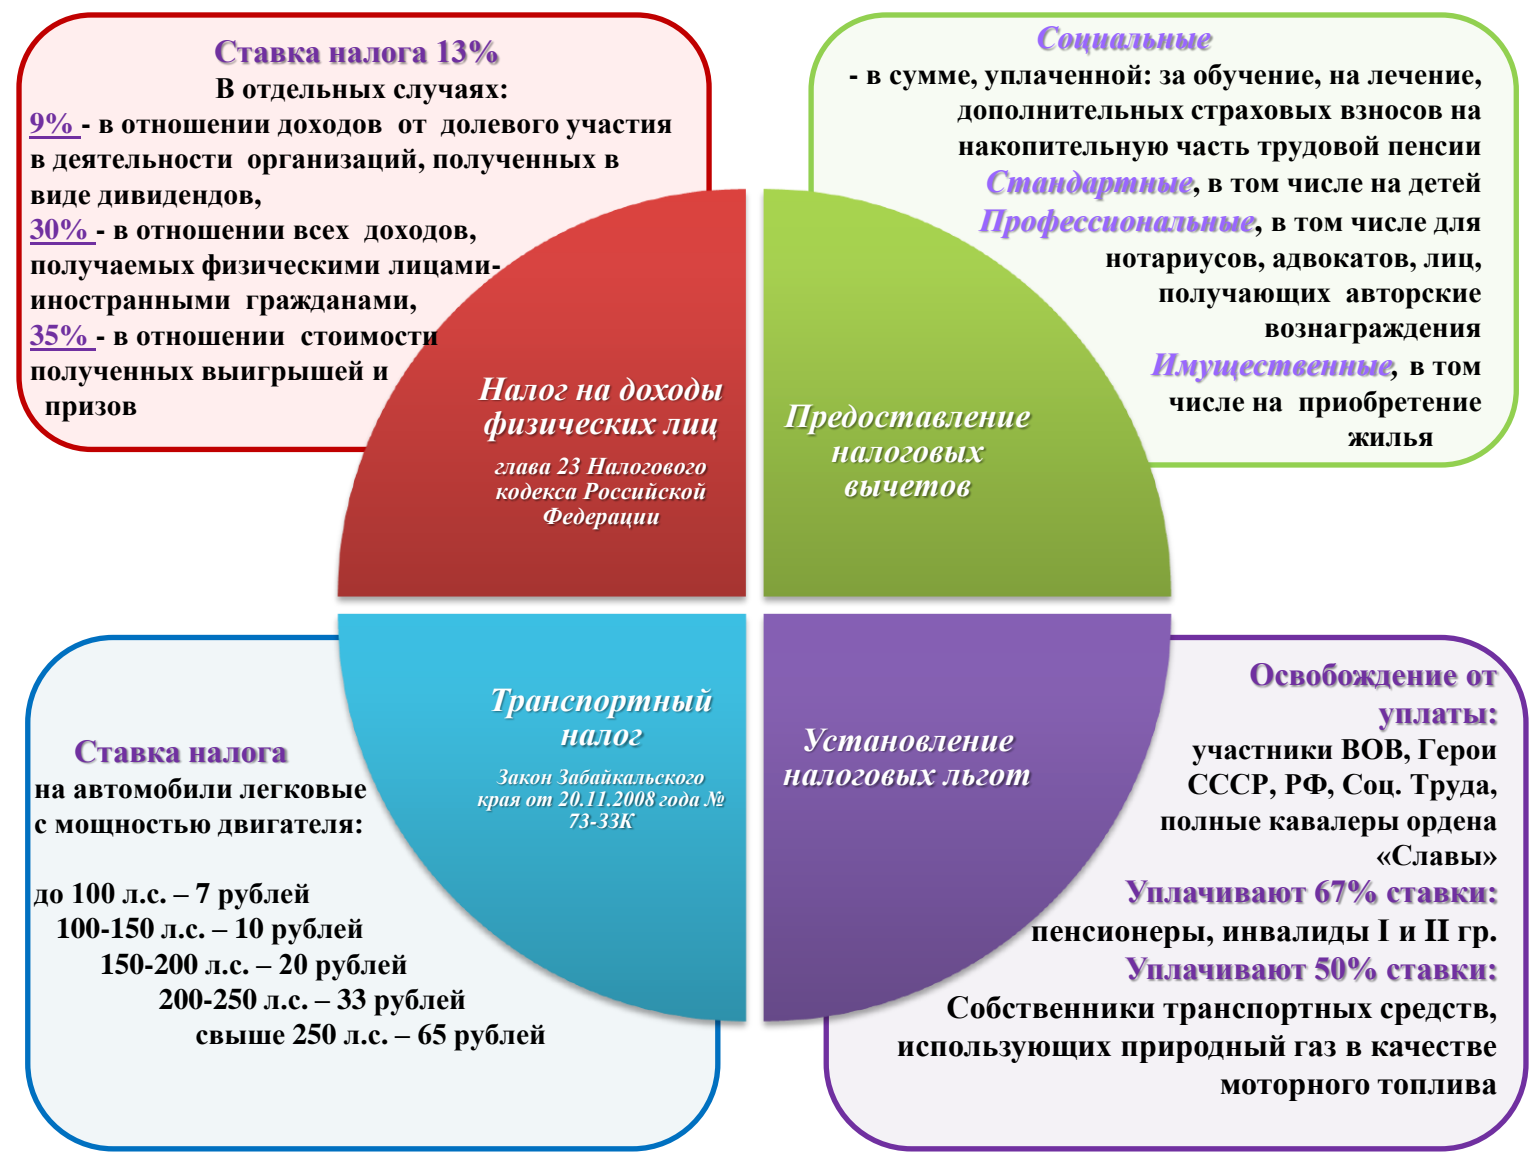 Ставка налога 13%
В отдельных случаях:
9% - в отношении доходов от долевого участия
в деятельности организаций, полученных в
виде дивидендов,
30% - в отношении всех доходов,
получаемых физическими лицами-
иностранными гражданами,
35% - в отношении стоимости
полученных выигрышей и
призов
Социальные
- в сумме, уплаченной: за обучение, на лечение,
дополнительных страховых взносов на
накопительную часть трудовой пенсии
Стандартные, в том числе на детей
Профессиональные, в том числе для
нотариусов, адвокатов, лиц,
получающих авторские
вознаграждения
Имущественные, в том
числе на приобретение
жилья
Налог на доходы
физических лиц
глава 23 Налогового
кодекса Российской
Федерации
Предоставление
налоговых
вычетов
Транспортный
налог
Закон Забайкальского
края от 20.11.2008 года №
73-ЗЗК
Установление
налоговых льгот
Ставка налога
на автомобили легковые
с мощностью двигателя:
до 100 л.с. – 7 рублей
100-150 л.с. – 10 рублей
150-200 л.с. – 20 рублей
200-250 л.с. – 33 рублей
свыше 250 л.с. – 65 рублей
Освобождение от
уплаты:
участники ВОВ, Герои
СССР, РФ, Соц. Труда,
полные кавалеры ордена
«Славы»
Уплачивают 67% ставки:
пенсионеры, инвалиды I и II гр.
Уплачивают 50% ставки:
Собственники транспортных средств,
использующих природный газ в качестве
моторного топлива